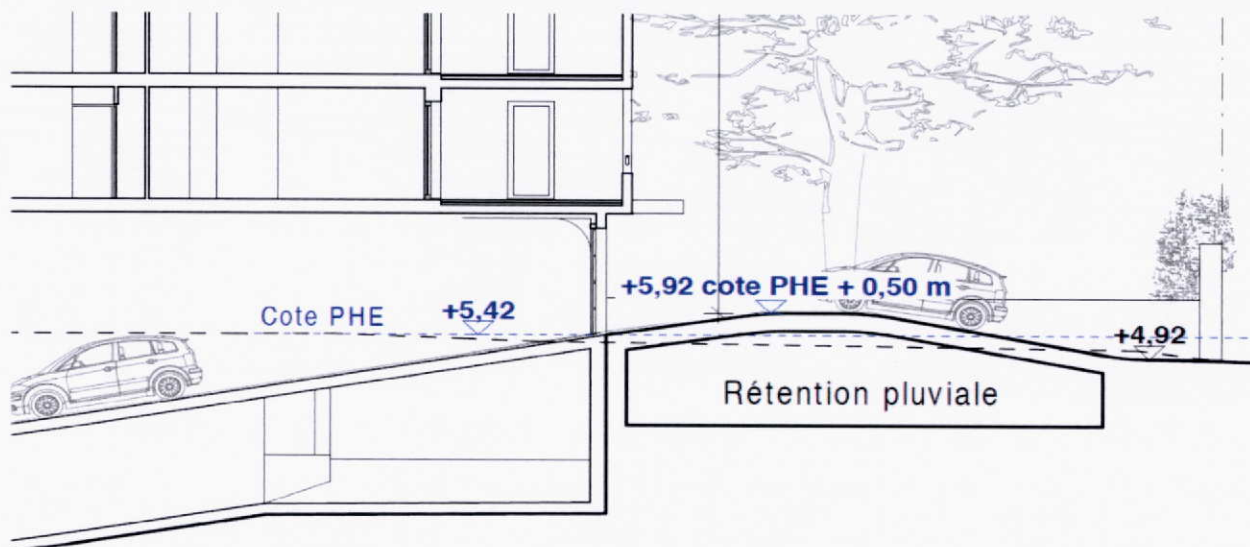 +5,92 cote PHE + 0,50 m
Cote PHE
+5,42
+4,92
Rétention pluviale